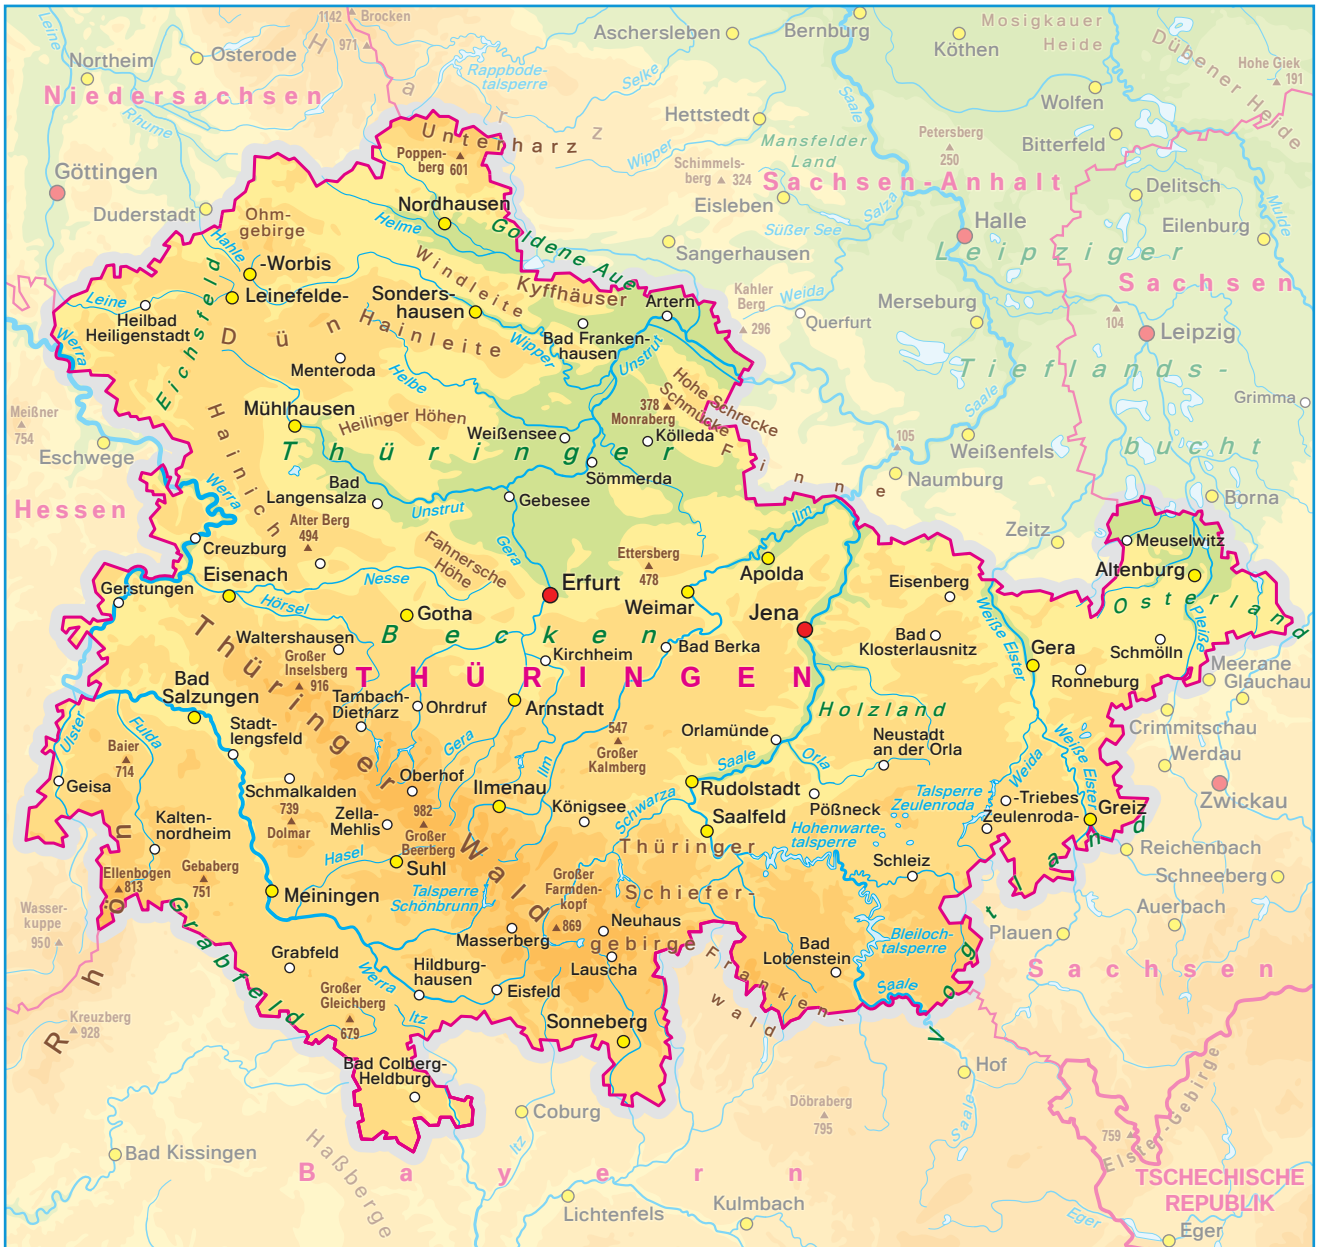 1142 Brocken
971
Leine
Osterode
Northeim
Niedersachsen
Rhume
Harz
Rappbode-
talsperre
Selke
Aschersleben
Bernburg
Mosigkauer
Heide
Köthen
Dübener Heide
Hohe Giek
191
Wolfen
Hettstedt
Saale
Wipper
Mansfelder
Land
Petersberg
250
Bitterfeld
Schimmels-
berg 324
Sachsen-Anhalt
Delitsch
Eilenburg
Mulde
Göttingen
Duderstadt
Eisleben
Süßer See
Salza
Halle
Leipziger
Tieflands-
bucht
Sachsen
Unterharz
Poppen-
berg 601
Nordhausen
Helme
Goldene Aue
Sangerhausen
Ohm-
gebirge
Hahle
-Worbis
Leinefelde-
Windleite
Kyffhäuser
Sonders-
hausen
Artern
Kahler
Berg
296
Weida
Querfurt
Merseburg
104
Leipzig
Grimma
Leine
Heilbad
Heiligenstadt
Eichsfeld
Dün
Hainleite
Wipper
Bad Franken-
hausen
Unstrut
Werra
Menteroda
Helbe
Hohe Schrecke
Schmücke
Finne
Saale
Meißner
754
Eschwege
Hessen
Mühlhausen
Heilinger Höhen
378
Monraberg
Weißensee
Kölleda
105
Weißenfels
Naumburg
Thüringer
Hainich
Sömmerda
Bad
Langensalza
Unstrut
Gebesee
Ilm
Borna
Zeitz
Werra
Alter Berg
494
Creuzburg
Fahnersche
Höhe
Gera
Ettersberg
478
Apolda
Meuselwitz
Altenburg
Osterland
Gerstungen
Eisenach
Nesse
Hörsel
Erfurt
Weimar
Jena
Eisenberg
Weiße Elster
Pleiße
Gotha
Becken
Waltershausen
Kirchheim
Bad Berka
Bad
Klosterlausnitz
Gera
Schmölln
Ronneburg
Meerane
Glauchau
Thüringer
Wald
Großer
Inselsberg
916
THÜRINGEN
Bad
Salzungen
Tambach-
Dietharz
Ohrdruf
Arnstadt
Holzland
Crimmitschau
Werdau
Zwickau
Ulster
Fulda
Stadt-
lengsfeld
Gera
Ilm
547
Großer
Kalmberg
Orlamünde
Saale
Orla
Neustadt
an der Orla
Weida
Weiße Elster
Baier
714
Geisa
Schmalkalden
739
Dolmar
Oberhof
Ilmenau
Rudolstadt
Pößneck
Talsperre
Zeulenroda
-Triebes
Zeulenroda-
Greiz
Kalten-
nordheim
Zella-
Mehlis
982
Großer
Beerberg
Königsee
Schwarza
Saalfeld
Hohenwarte-
talsperre
Reichenbach
Hasel
Suhl
Thüringer
Schiefer-
gebirge
Schleiz
Schneeberg
Ellenbogen
813
Gebaberg
751
Meiningen
Talsperre
Schönbrunn
Großer
Farmden-
kopf
869
Neuhaus
Auerbach
Wasser-
kuppe
950
Rhön
Grabfeld
Masserberg
Lauscha
Bad
Lobenstein
Bleiloch-
talsperre
Plauen
Vogtland
Sachsen
Grabfeld
Werra
Hildburg-
hausen
Eisfeld
Franken-
wald
Saale
Kreuzberg
928
Großer
Gleichberg
679
Itz
Sonneberg
Bad Colberg-
Heldburg
Hof
Coburg
Döbraberg
795
Saale
759
Elster-Gebirge
Bad Kissingen
Haßberge
Itz
Bayern
TSCHECHISCHE
REPUBLIK
Lichtenfels
Kulmbach
Eger
Eger